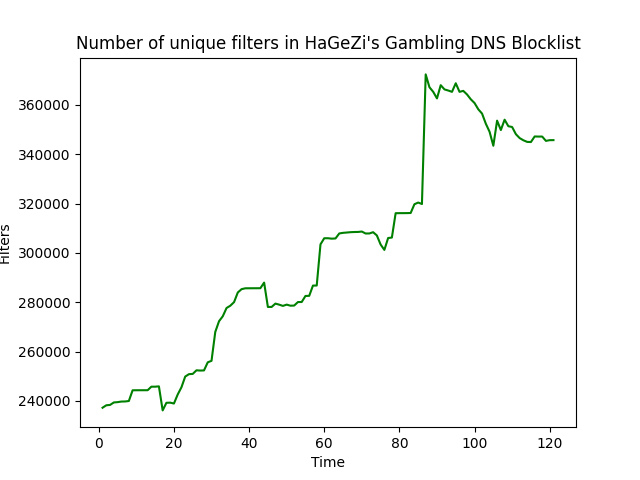 Number of unique filters in HaGeZi's Gambling DNS Blocklist
Filters
360000
340000
320000
300000
280000
260000
240000
0 20 40 60 80 100 120
Time